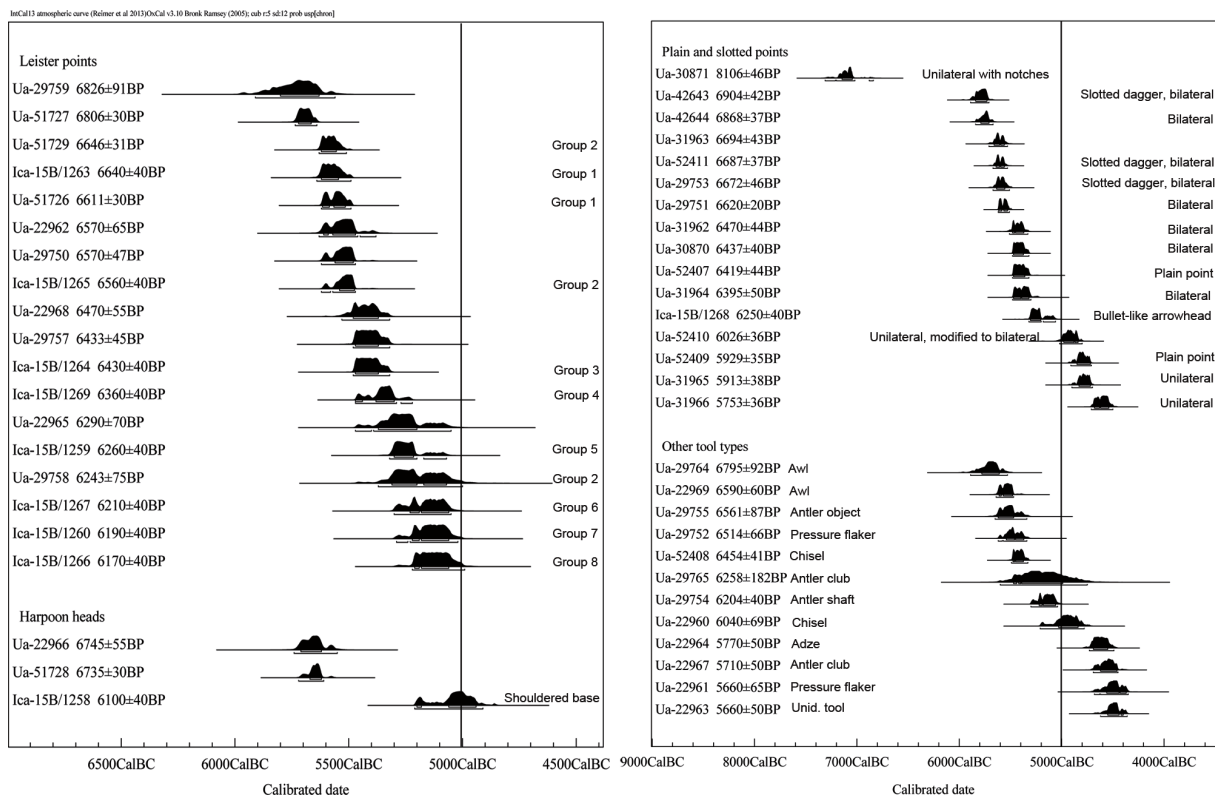 IntCal13 atmospheric curve (Reimer et al 2013)OxCal v3.10 Bronk Ramsey (2005); cub r:5 sd:12 prob usp[chron]
Leister points
Ua-29759 6826±91BP
Ua-51727 6806±30BP
Ua-51729 6646±31BP Group 2
Ica-15B/1263 6640±40BP Group 1
Ua-51726 6611±30BP Group 1
Ua-22962 6570±65BP
Ua-29750 6570±47BP
Ica-15B/1265 6560±40BP Group 2
Ua-22968 6470±55BP
Ua-29757 6433±45BP
Ica-15B/1264 6430±40BP Group 3
Ica-15B/1269 6360±40BP Group 4
Ua-22965 6290±70BP
Ica-15B/1259 6260±40BP Group 5
Ua-29758 6243±75BP Group 2
Ica-15B/1267 6210±40BP Group 6
Ica-15B/1260 6190±40BP Group 7
Ica-15B/1266 6170±40BP Group 8
Harpoon heads
Ua-22966 6745±55BP
Ua-51728 6735±30BP
Ica-15B/1258 6100±40BP Shouldered base
6500CalBC 6000CalBC 5500CalBC 5000CalBC 4500CalBC
Calibrated date
Plain and slotted points
Ua-30871 8106±46BP Unilateral with notches
Ua-42643 6904±42BP Slotted dagger, bilateral
Ua-42644 6868±37BP Bilateral
Ua-31963 6694±43BP
Ua-52411 6687±37BP Slotted dagger, bilateral
Ua-29753 6672±46BP Slotted dagger, bilateral
Ua-29751 6620±20BP Bilateral
Ua-31962 6470±44BP Bilateral
Ua-30870 6437±40BP Bilateral
Ua-52407 6419±44BP Plain point
Ua-31964 6395±50BP Bilateral
Ica-15B/1268 6250±40BP Bullet-like arrowhead
Ua-52410 6026±36BP Unilateral, modified to bilateral
Ua-52409 5929±35BP Plain point
Ua-31965 5913±38BP Unilateral
Ua-31966 5753±36BP Unilateral
Other tool types
Ua-29764 6795±92BP Awl
Ua-22969 6590±60BP Awl
Ua-29755 6561±87BP Antler object
Ua-29752 6514±66BP Pressure flaker
Ua-52408 6454±41BP Chisel
Ua-29765 6258±182BP Antler club
Ua-29754 6204±40BP Antler shaft
Ua-22960 6040±69BP Chisel
Ua-22964 5770±50BP Adze
Ua-22967 5710±50BP Antler club
Ua-22961 5660±65BP Pressure flaker
Ua-22963 5660±50BP Unid. tool
9000CalBC 8000CalBC 7000CalBC 6000CalBC 5000CalBC 4000CalBC
Calibrated date